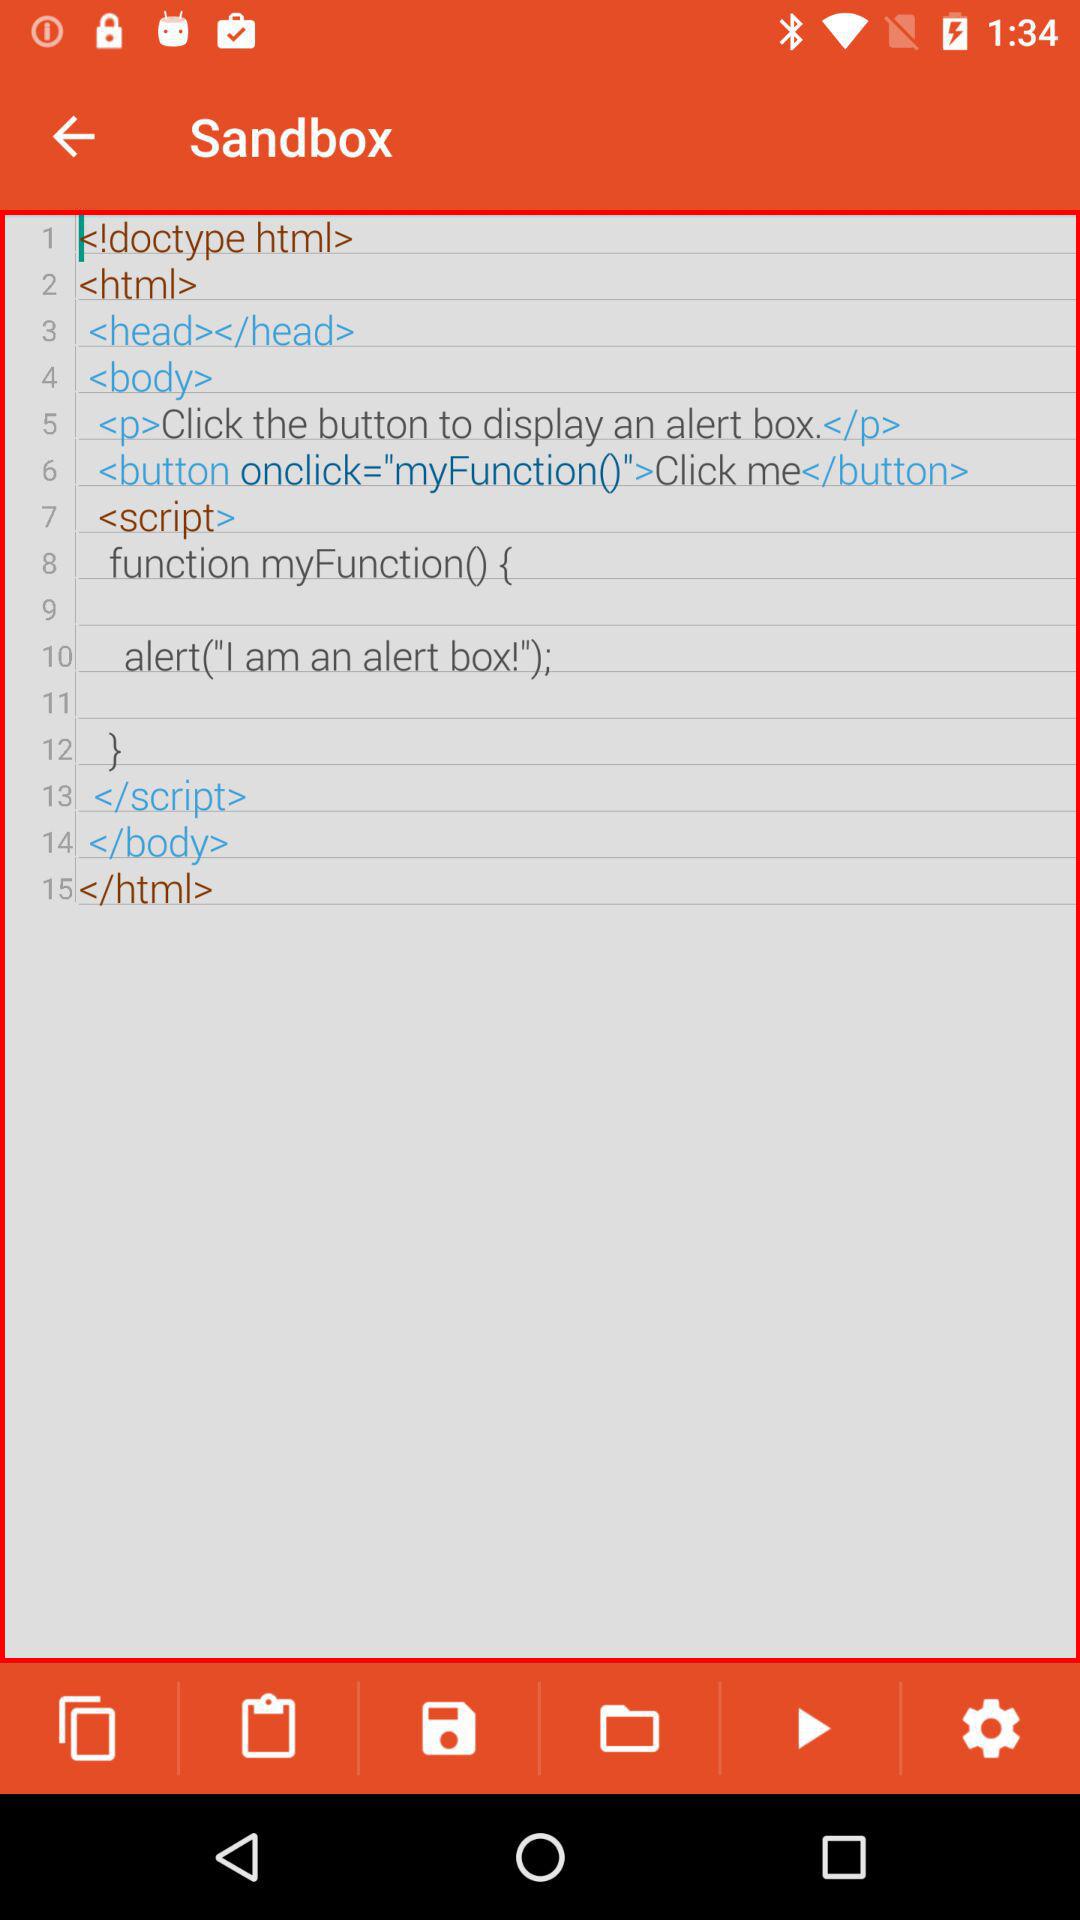 1:34
Sandbox
1 <!doctype html>
2 <html>
3 <head></head>
4 <body>
5 <p>Click the button to display an alert box.</p>
6 <button onclick="myFunction()">Click me</button>
7 <script>
8 function myFunction() {
9
10 alert("I am an alert box!");
11
12 }
13 </script>
14 </body>
15 </html>